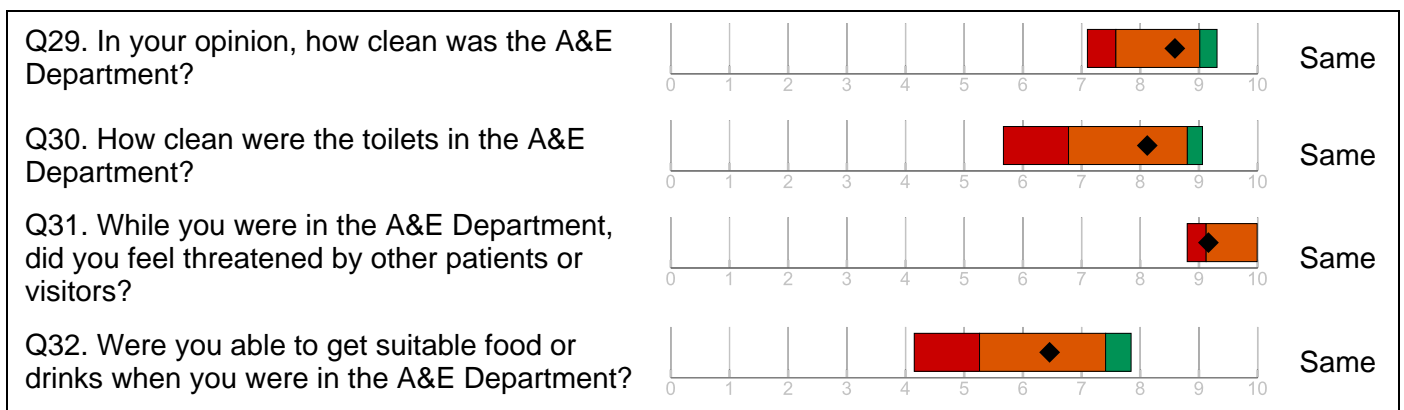 Q29. In your opinion, how clean was the A&E
Department?
Same
0 1 2 3 4 5 6 7 8 9 10
Q30. How clean were the toilets in the A&E
Department?
Same
0 1 2 3 4 5 6 7 8 9 10
Q31. While you were in the A&E Department,
did you feel threatened by other patients or
visitors?
Same
0 1 2 3 4 5 6 7 8 9 10
Q32. Were you able to get suitable food or
drinks when you were in the A&E Department?
Same
0 1 2 3 4 5 6 7 8 9 10